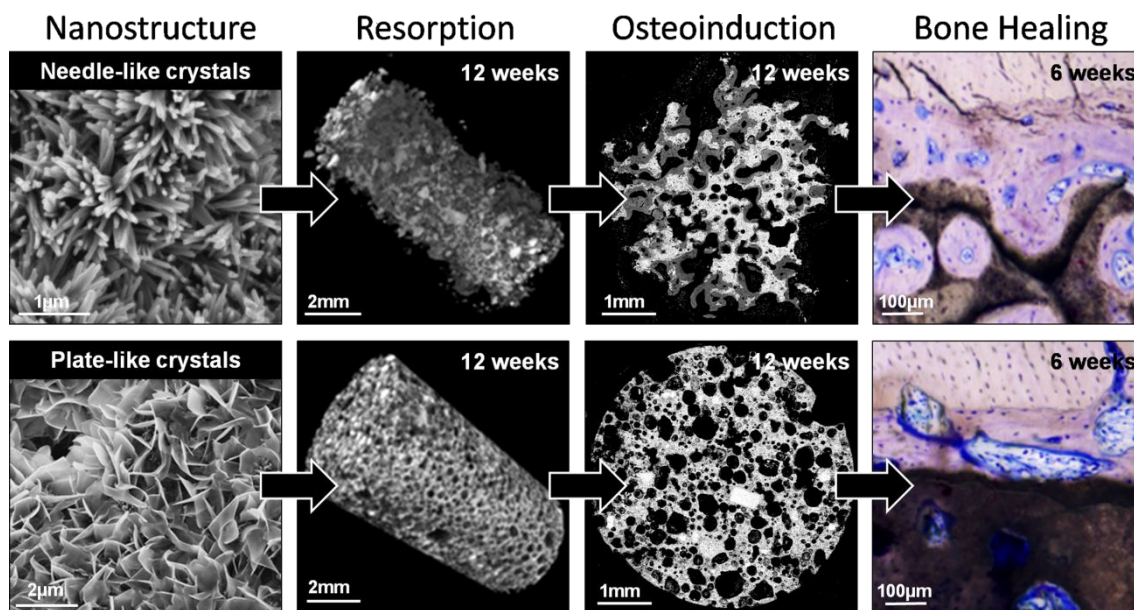 Nanostructure
Resorption
Osteoinduction
Bone Healing
Needle-like crystals
12 weeks
12 weeks
6 weeks
1µm
2mm
1mm
100µm
Plate-like crystals
12 weeks
12 weeks
6 weeks
2µm
2mm
1mm
100µm